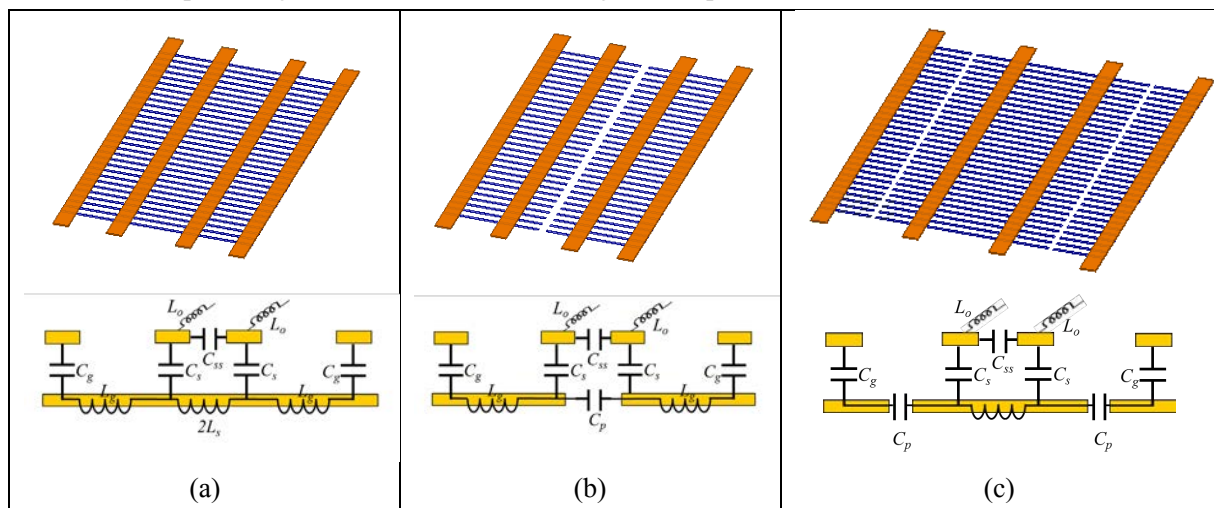 L_o
L_o
C_ss
C_g C_s C_s C_g
L_g L_g
2L_s
(a)
L_o
L_o
C_ss
C_g C_s C_s C_g
L_g L_g
C_p
(b)
L_o
L_o
C_ss
C_g C_s C_s C_g
C_p C_p
(c)